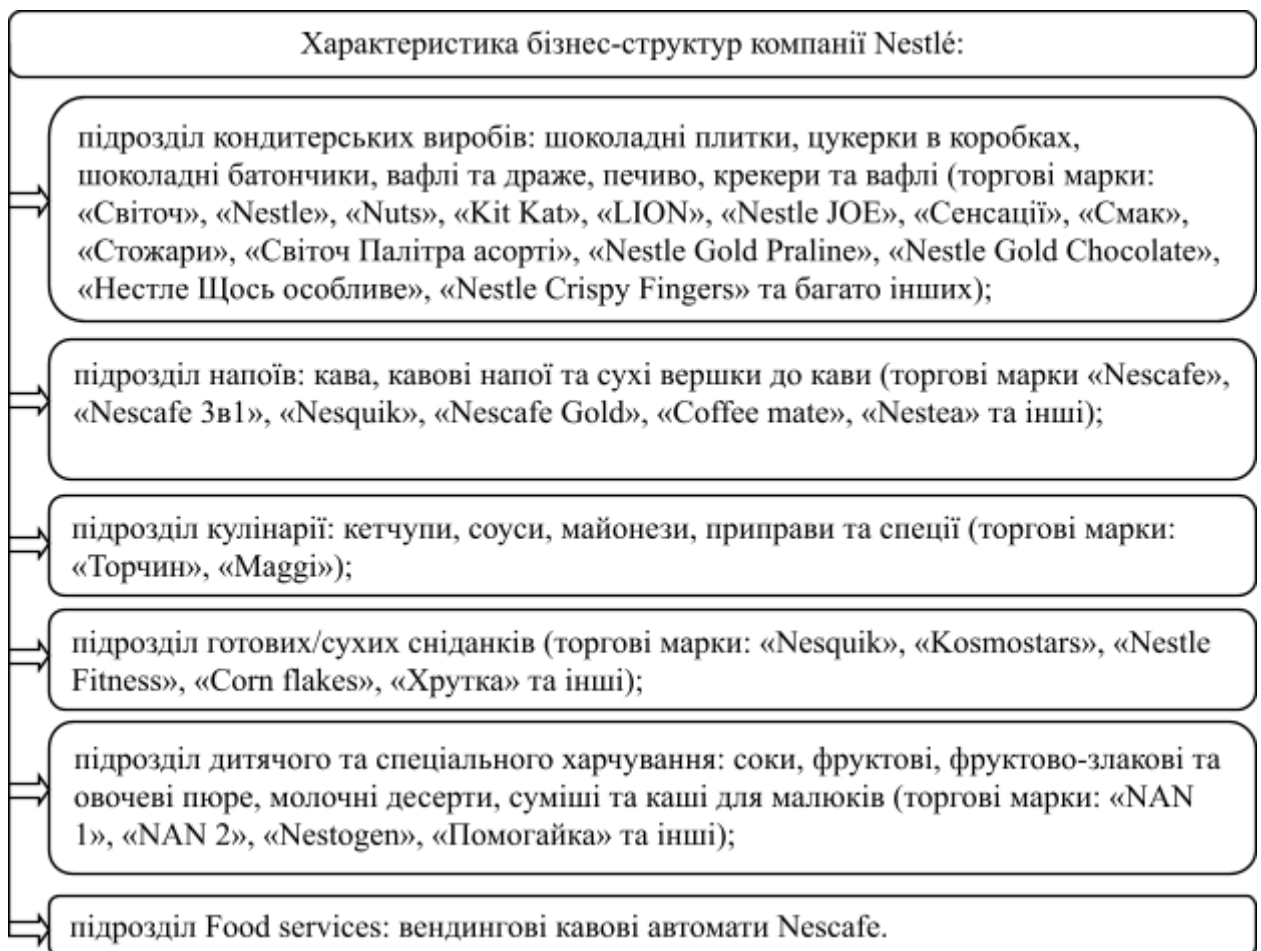 Характеристика бізнес-структур компанії Nestlé:
підрозділ кондитерських виробів: шоколадні плитки, цукерки в коробках,
шоколадні батончики, вафлі та драже, печиво, крекери та вафлі (торгові марки:
«Світоч», «Nestle», «Nuts», «Kit Kat», «LION», «Nestle JOE», «Сенсації», «Смак»,
«Стожари», «Світоч Палітра асорті», «Nestle Gold Praline», «Nestle Gold Chocolate»,
«Нестле Щось особливе», «Nestle Crispy Fingers» та багато інших);
підрозділ напоїв: кава, кавові напої та сухі вершки до кави (торгові марки «Nescafe»,
«Nescafe 3в1», «Nesquik», «Nescafe Gold», «Coffee mate», «Nestea» та інші);
підрозділ кулінарії: кетчупи, соуси, майонези, приправи та спеції (торгові марки:
«Торчин», «Maggi»);
підрозділ готових/сухих сніданків (торгові марки: «Nesquik», «Kosmostars», «Nestle
Fitness», «Corn flakes», «Хрутка» та інші);
підрозділ дитячого та спеціального харчування: соки, фруктові, фруктово-злакові та
овочеві пюре, молочні десерти, суміші та каші для малюків (торгові марки: «NAN
1», «NAN 2», «Nestogen», «Помогайка» та інші);
підрозділ Food services: вендингові кавові автомати Nescafe.